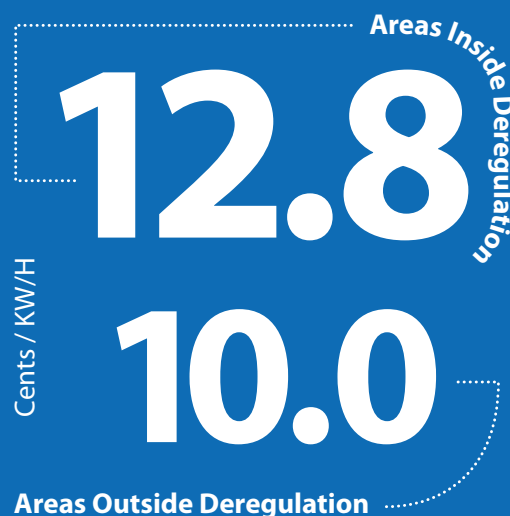 Areas Inside Deregulation
12.8
Cents / KW/H
10.0
Areas Outside Deregulation